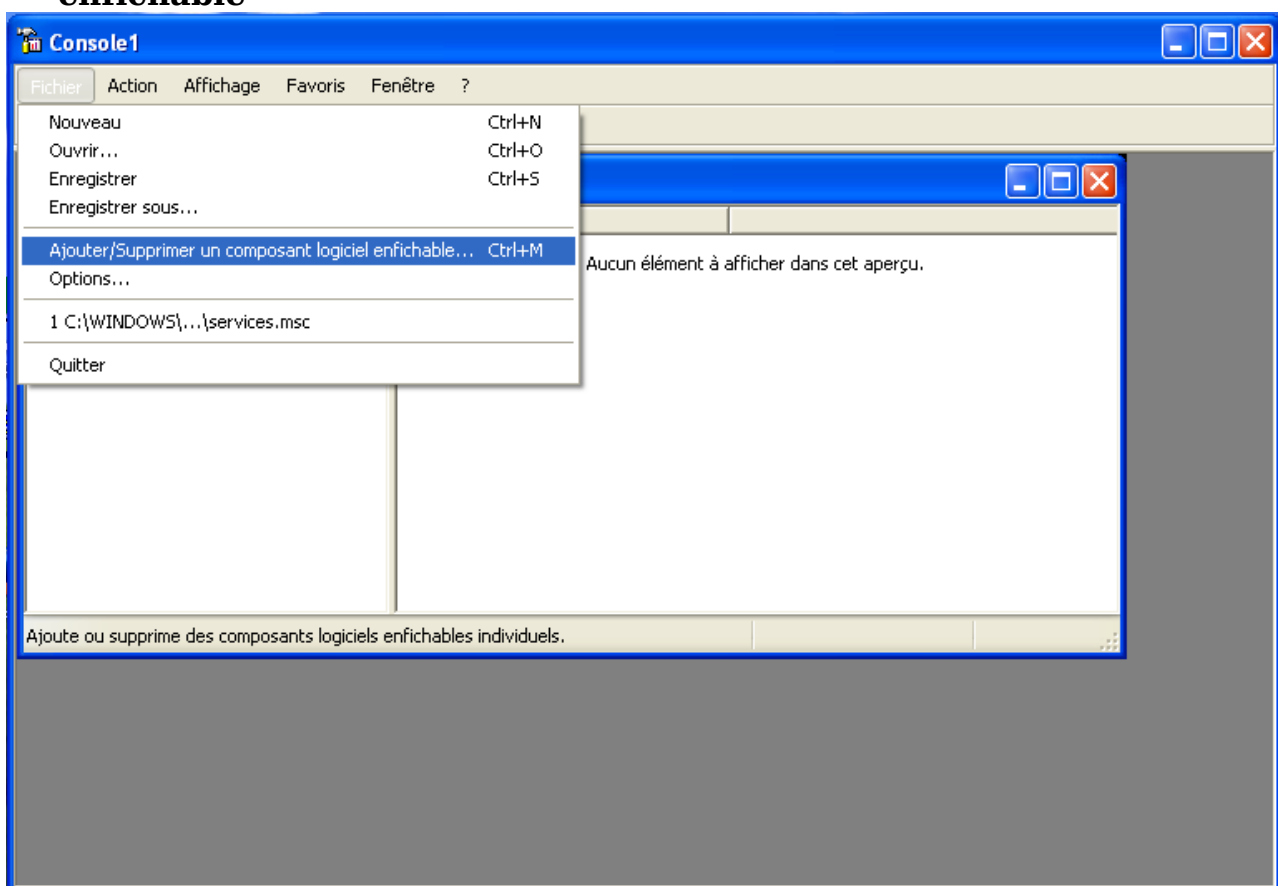 enfichable
Console1
Fichier Action Affichage Favoris Fenêtre ?
Nouveau Ctrl+N
Ouvrir... Ctrl+O
Enregistrer Ctrl+S
Enregistrer sous...
Ajouter/Supprimer un composant logiciel enfichable... Ctrl+M
Options...
1 C:\WINDOWS\...\services.msc
Quitter
Aucun élément à afficher dans cet aperçu.
Ajoute ou supprime des composants logiciels enfichables individuels.